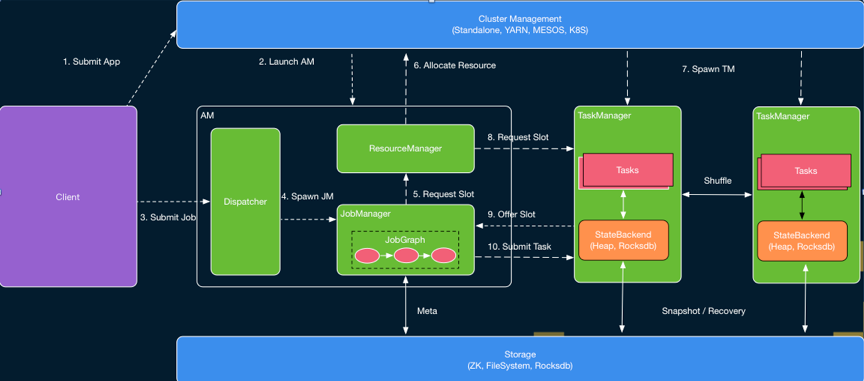 Cluster Management
(Standalone, YARN, MESOS, K8S)
1. Submit App
2. Launch AM
6. Allocate Resource
7. Spawn TM
AM
TaskManager
TaskManager
ResourceManager
8. Request Slot
Tasks
Tasks
Client
Dispatcher
4. Spawn JM
5. Request Slot
Shuffle
3. Submit Job
JobManager
9. Offer Slot
StateBackend
(Heap, Rocksdb)
StateBackend
(Heap, Rocksdb)
JobGraph
10. Submit Task
Meta
Snapshot / Recovery
Storage
(ZK, FileSystem, Rocksdb)